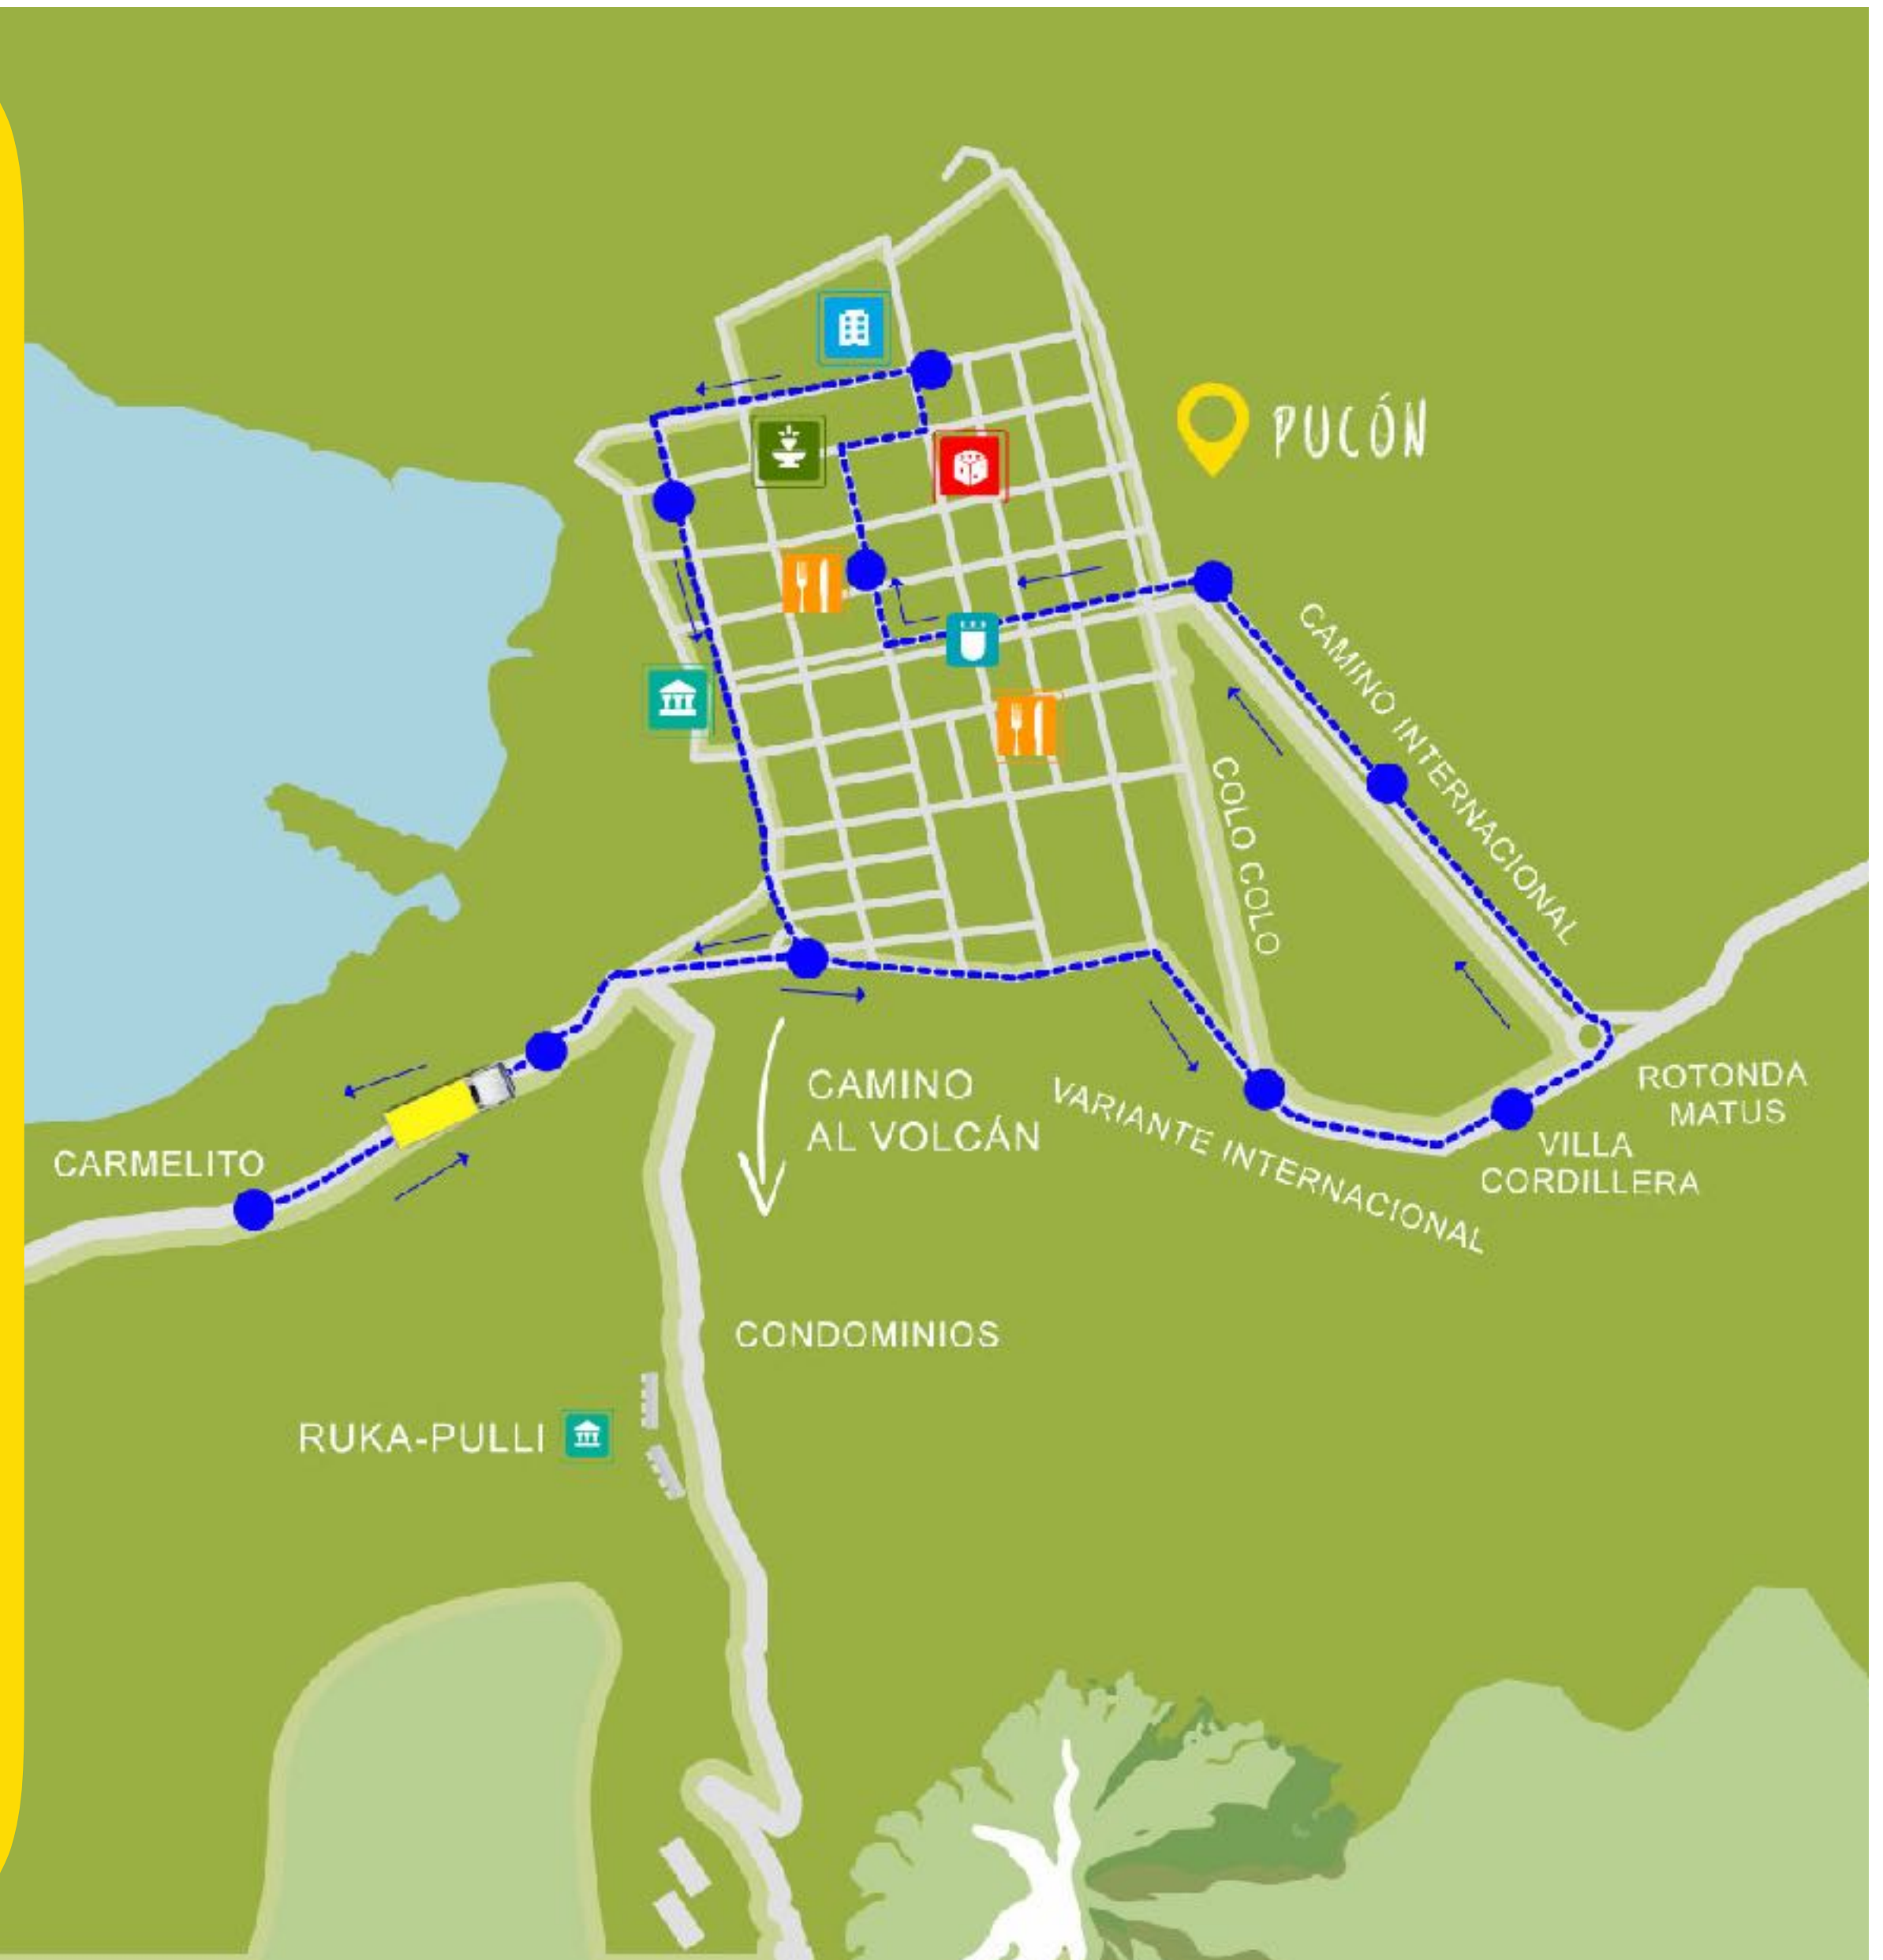 PUCÓN
CAMINO INTERNACIONAL
COLO COLO
ROTONDA
MATUS
CAMINO
AL VOLCÁN
VARIANTE INTERNACIONAL
VILLA
CORDILLERA
CARMELITO
CONDOMINIOS
RUKA-PULLI